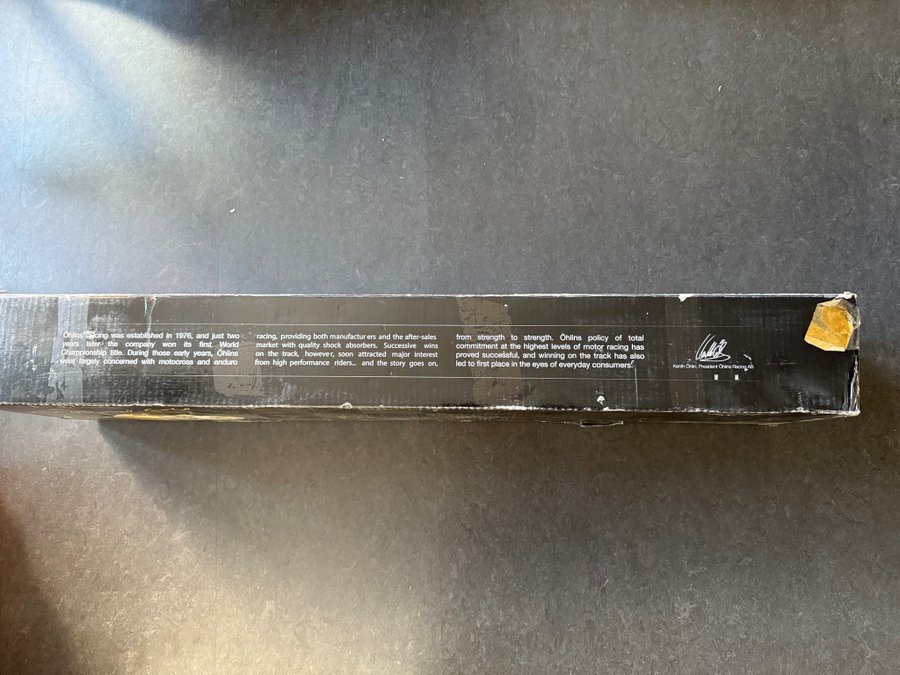 Öhlins Racing was established in 1976, and just two
years later the company won its first World
Championship title. During those early years, Öhlins
were largely concerned with motocross and enduro
racing, providing both manufacturers and the after-sales
market with quality shock absorbers. Successive wins
on the track, however, soon attracted major interest
from high performance riders... and the story goes on,
from strength to strength. Öhlins policy of total
commitment at the highest levels of motor racing has
proved successful, and winning on the track has also
led to first place in the eyes of everyday consumers.
Kenth Öhlin, President Öhlins Racing AB